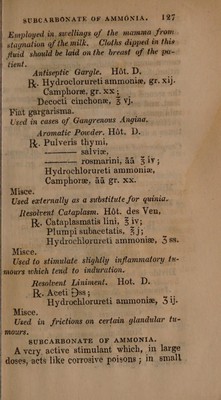 SUBCARBONATE OF AMMONIA. 127
Employed in swellings of the mamma from
stagnation of the milk. Cloths dipped in this
fluid should be laid on the breast of the pa-
tient.
Antiseptic Gargle. Hôt. D.
℞. Hydrochlorureti ammoniæ, gr. xij.
Camphoræ, gr. xx;
Decocti cinchonæ, ℥ vj.
Fiat gargarisma.
Used in cases of Gangrenous Angina.
Aromatic Powder. Hôt. D.
℞. Pulveris thymi.
——— salviæ.
——— rosmarini, āā ℥ iv;
Hydrochlorureti ammoniæ,
Camphoræ, āā gr. xx.
Misce.
Used externally as a substitute for quinia.
Resolvent Cataplasm. Hôt. des Ven.
℞. Cataplasmatis lini, ℥ iv;
Plumpi subacetatis, ℥ j;
Hydrochlorureti ammoniæ, ℥ ss.
Misce.
Used to stimulate slightly inflammatory tu-
mours which tend to induration.
Resolvent Liniment. Hot. D.
℞. Aceti ss;
Hydrochlorureti ammoniæ, ʒ ij.
Misce.
Used in frictions on certain glandular tu-
mours.
SUBCARBONATE OF AMMONIA.
A very active stimulant which, in large
doses, acts like corrosive poisons; in small